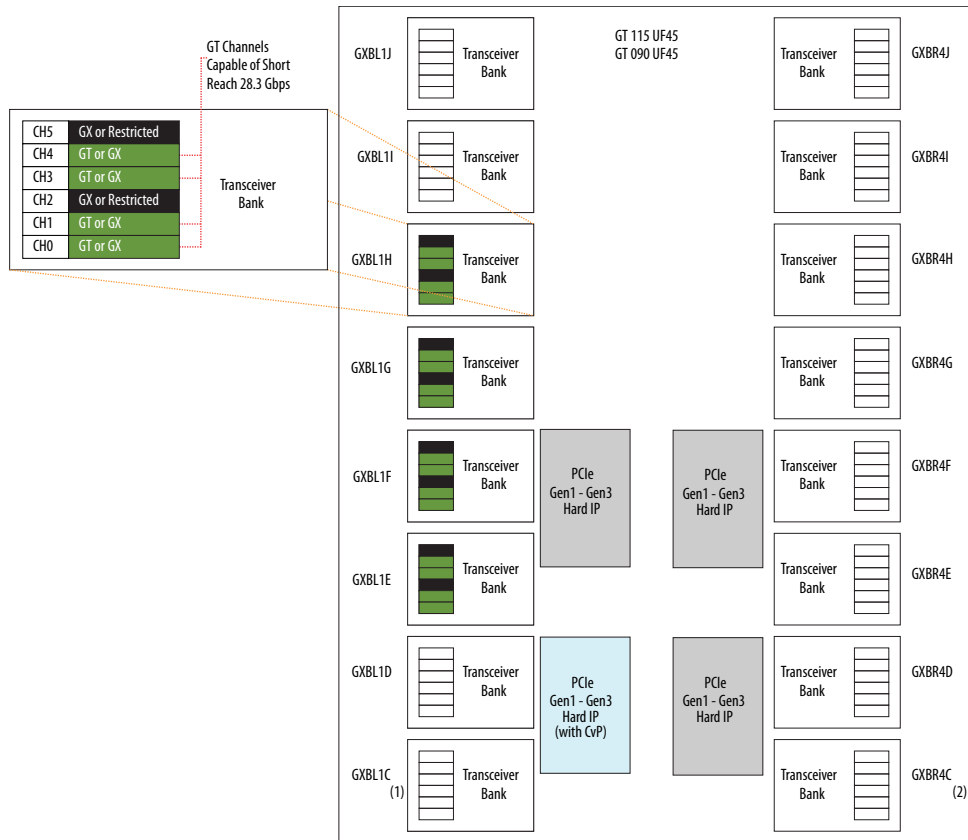 GT Channels
Capable of Short
Reach 28.3 Gbps
CH5 GX or Restricted
CH4 GT or GX
CH3 GT or GX
CH2 GX or Restricted
CH1 GT or GX
CH0 GT or GX
Transceiver
Bank
GT 115 UF45
GT 090 UF45
GXBL1J
Transceiver
Bank
Transceiver
Bank
GXBR4J
GXBL1I
Transceiver
Bank
Transceiver
Bank
GXBR4I
GXBL1H
Transceiver
Bank
Transceiver
Bank
GXBR4H
GXBL1G
Transceiver
Bank
Transceiver
Bank
GXBR4G
GXBL1F
Transceiver
Bank
PCIe
Gen1 - Gen3
Hard IP
PCIe
Gen1 - Gen3
Hard IP
Transceiver
Bank
GXBR4F
GXBL1E
Transceiver
Bank
Transceiver
Bank
GXBR4E
GXBL1D
Transceiver
Bank
PCIe
Gen1 - Gen3
Hard IP
(with CvP)
PCIe
Gen1 - Gen3
Hard IP
Transceiver
Bank
GXBR4D
GXBL1C
(1)
Transceiver
Bank
Transceiver
Bank
GXBR4C
(2)